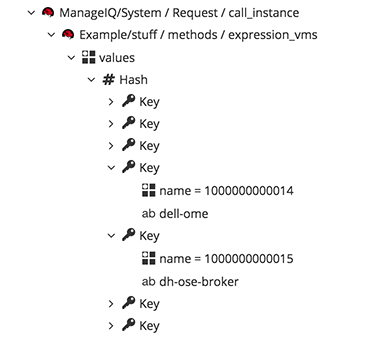 ManageIQ/System / Request / call_instance
Example/stuff / methods / expression_vms
values
# Hash
Key
Key
Key
Key
name = 1000000000014
ab dell-ome
Key
name = 1000000000015
ab dh-ose-broker
Key
Key